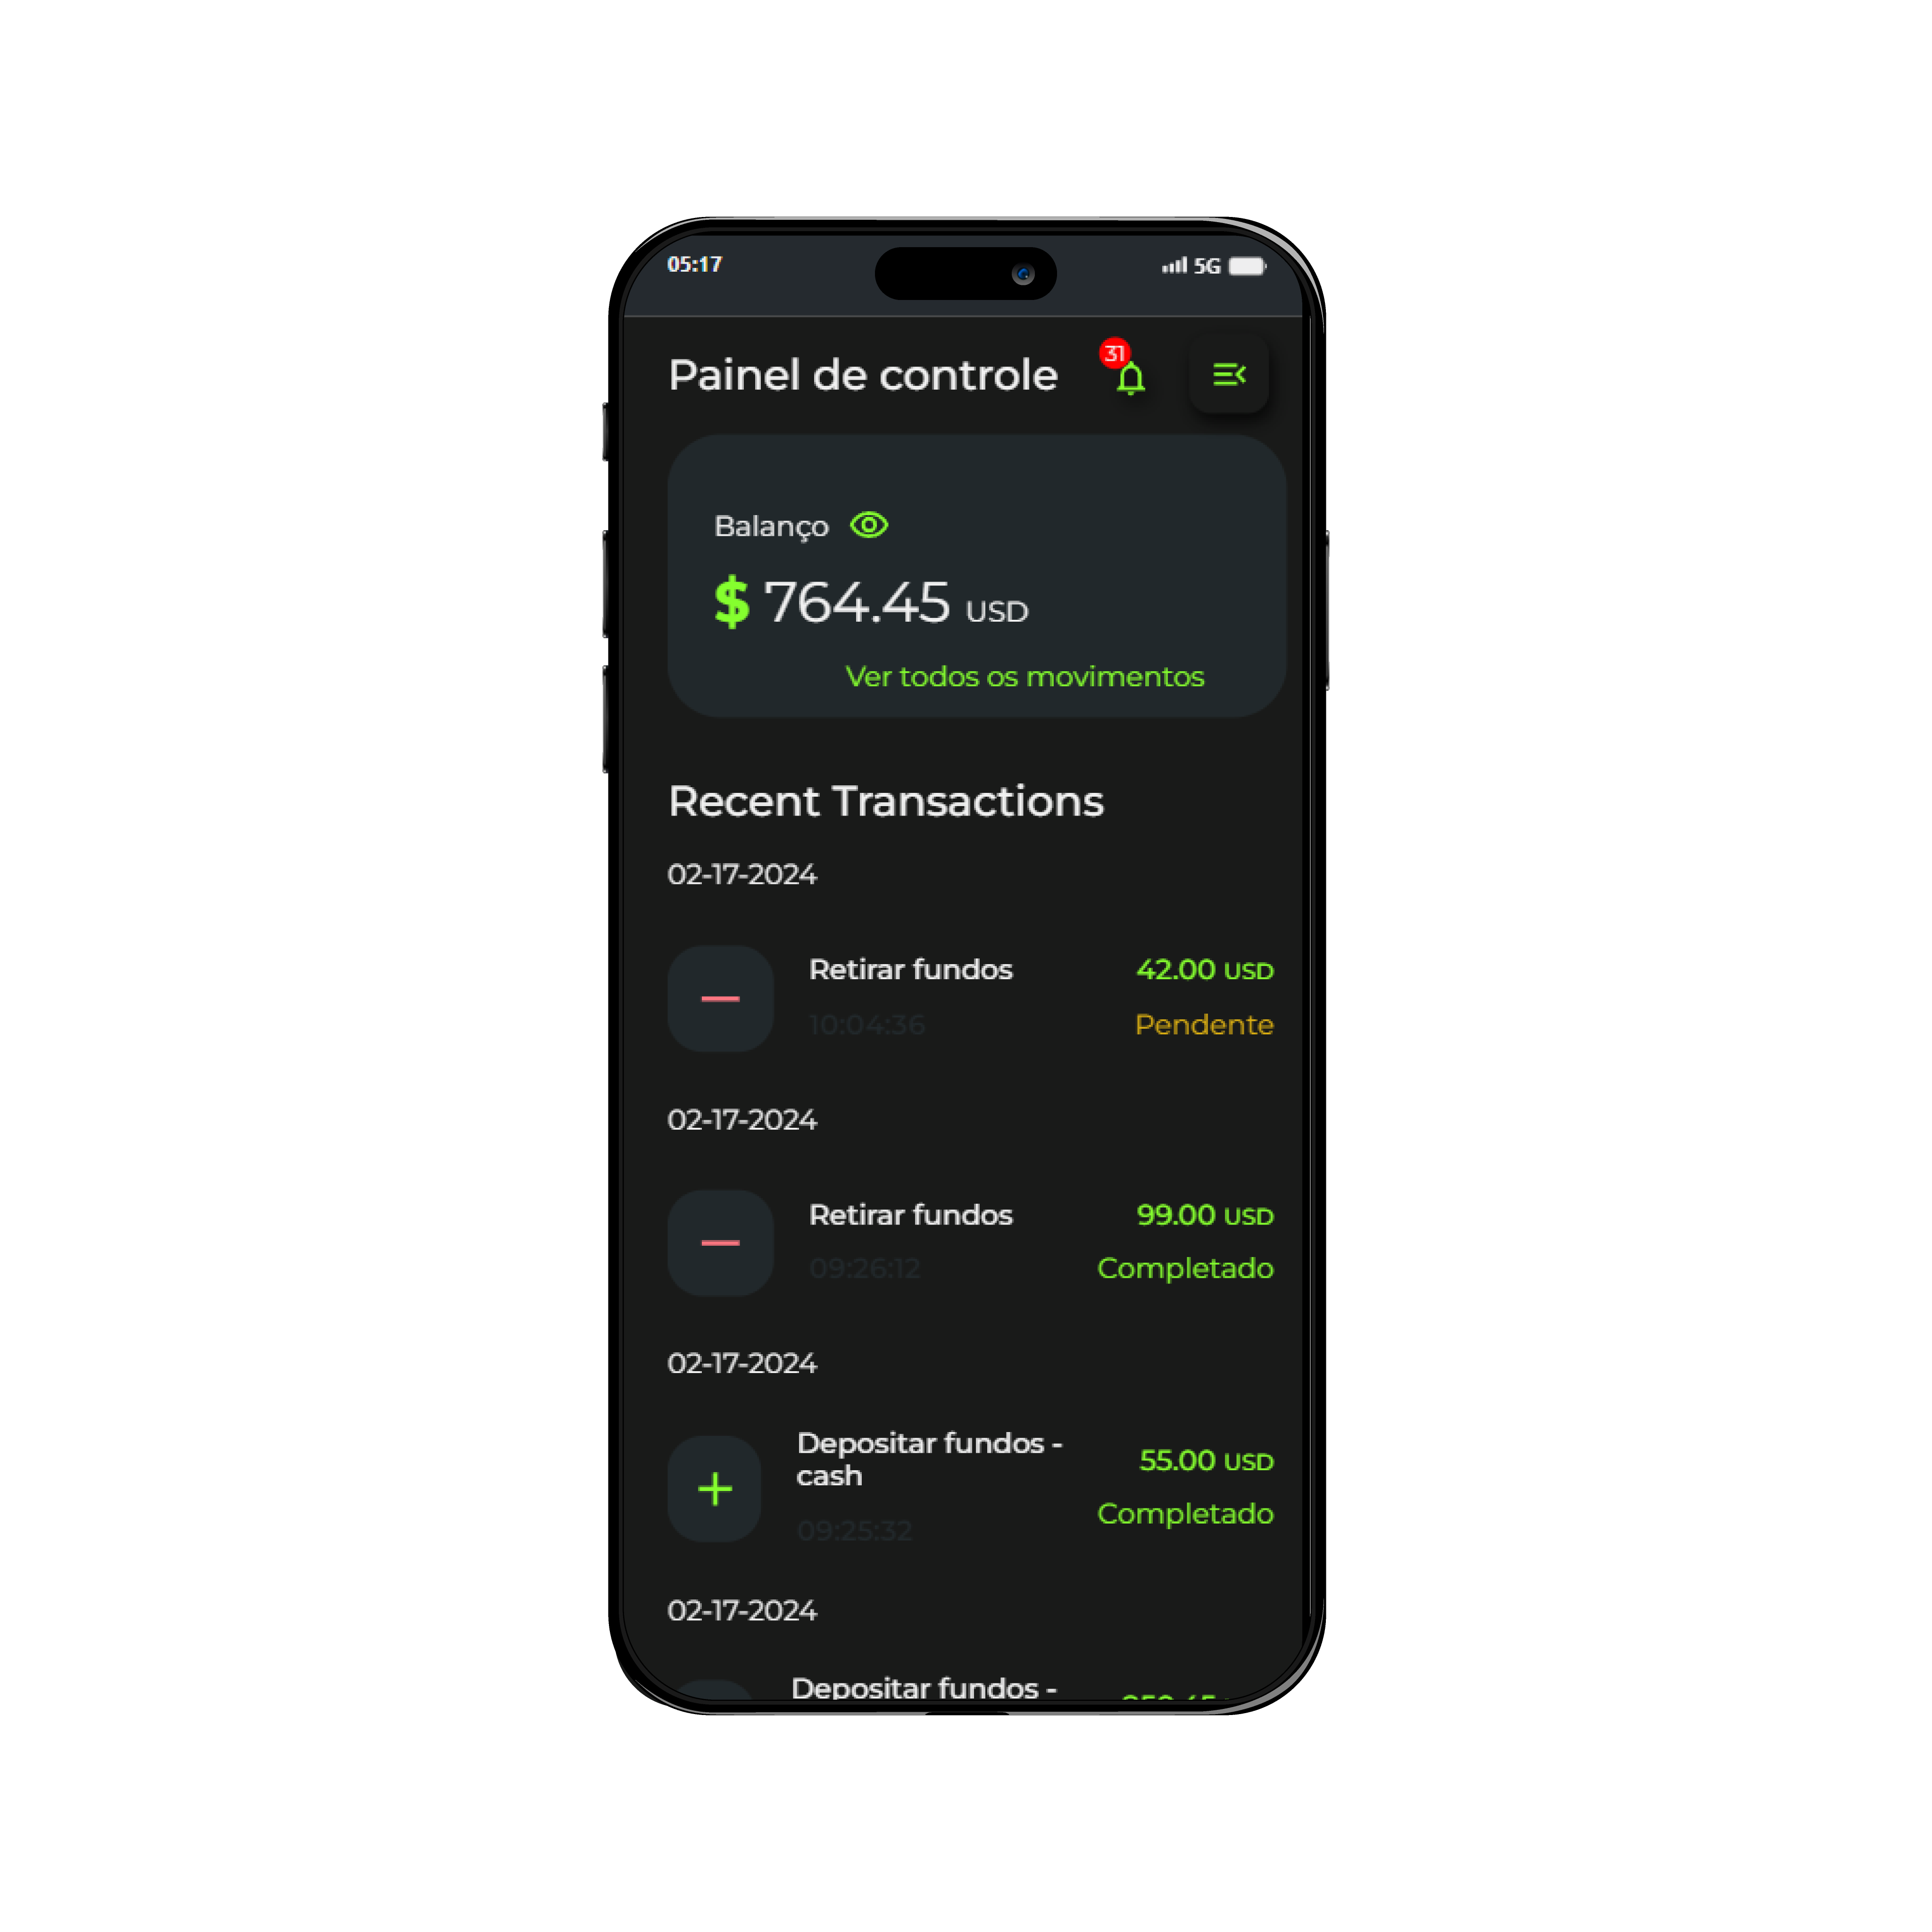 05:17
5G
Painel de controle
31
Balanço
$ 764.45 USD
Ver todos os movimentos
Recent Transactions
02-17-2024
Retirar fundos
42.00 USD
10:04:36
Pendente
02-17-2024
Retirar fundos
99.00 USD
09:26:12
Completado
02-17-2024
Depositar fundos -
cash
55.00 USD
09:25:32
Completado
02-17-2024
Depositar fundos -